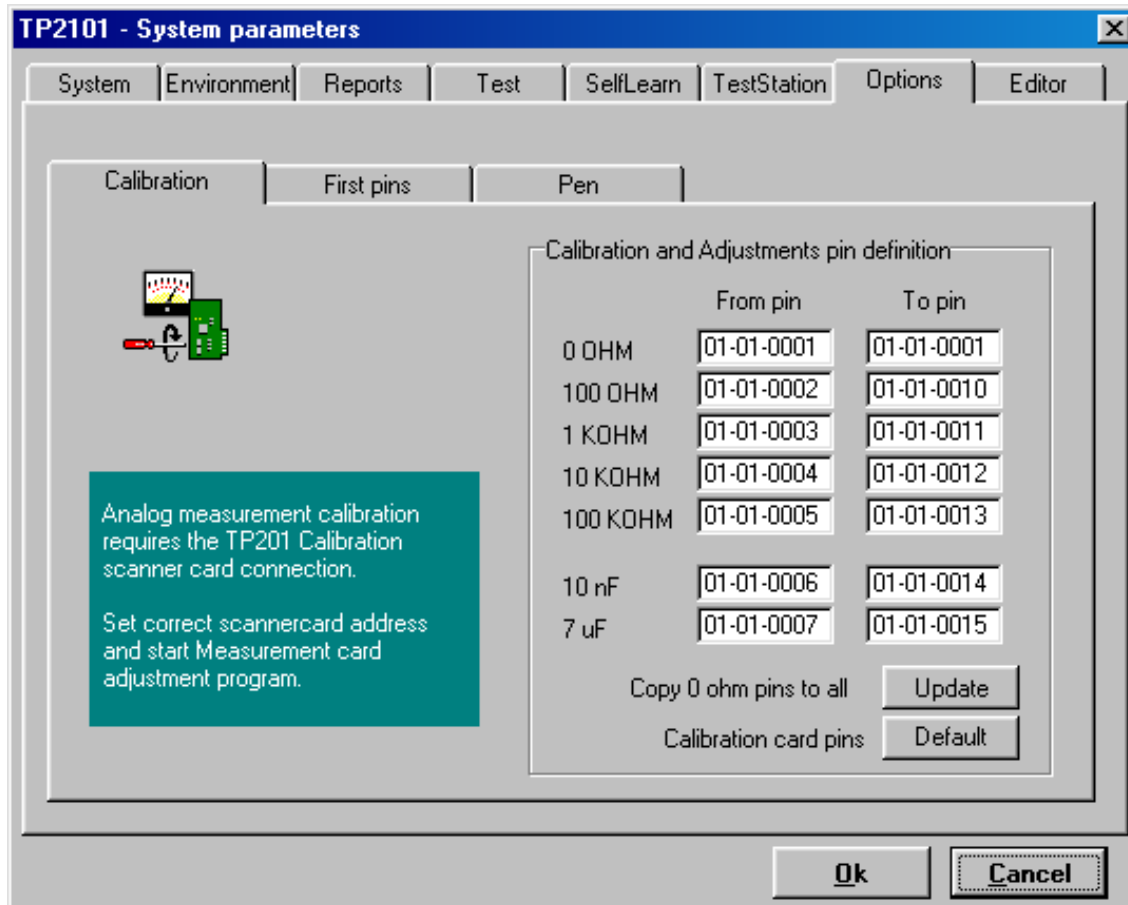 TP2101 - System parameters
System Environment Reports Test SelfLearn TestStation Options Editor
Calibration First pins Pen
Analog measurement calibration
requires the TP201 Calibration
scanner card connection.
Set correct scannercard address
and start Measurement card
adjustment program.
Calibration and Adjustments pin definition
From pin To pin
0 OHM 01-01-0001 01-01-0001
100 OHM 01-01-0002 01-01-0010
1 KOHM 01-01-0003 01-01-0011
10 KOHM 01-01-0004 01-01-0012
100 KOHM 01-01-0005 01-01-0013
10 nF 01-01-0006 01-01-0014
7 uF 01-01-0007 01-01-0015
Copy 0 ohm pins to all Update
Calibration card pins Default
Ok Cancel